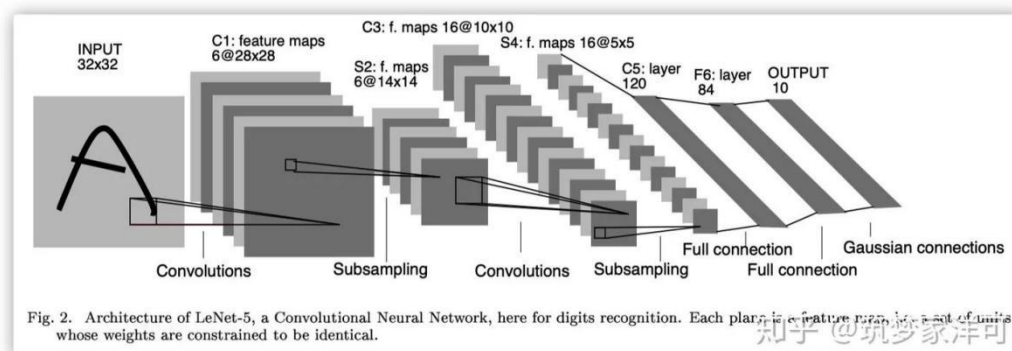 INPUT
32x32
C1: feature maps
6@28x28
S2: f. maps
6@14x14
C3: f. maps 16@10x10
S4: f. maps 16@5x5
C5: layer
120
F6: layer
84
OUTPUT
10
Convolutions
Subsampling
Convolutions
Subsampling
Full connection
Full connection
Gaussian connections
Fig. 2. Architecture of LeNet-5, a Convolutional Neural Network, here for digits recognition. Each plane is a feature map, i.e. a set of units
whose weights are constrained to be identical.
知乎 @筑梦家洋可